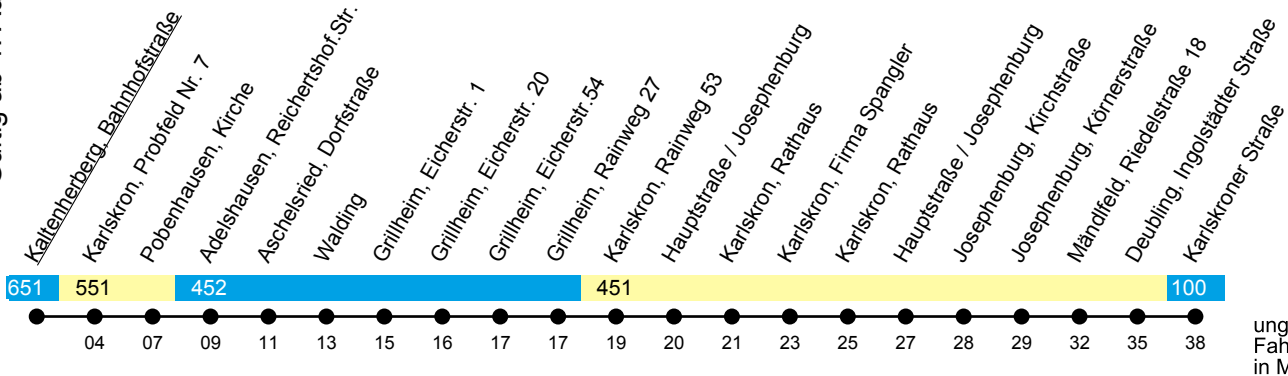 Kaltenherberg, Bahnhofstraße
Karlskron, Probfeld Nr. 7
Pobenhausen, Kirche
Adelshausen, Reichertshof.Str.
Aschelsried, Dorfstraße
Walding
Grillheim, Eicherstr. 1
Grillheim, Eicherstr. 20
Grillheim, Eicherstr.54
Grillheim, Rainweg 27
Karlskron, Rainweg 53
Hauptstraße / Josephenburg
Karlskron, Rathaus
Karlskron, Firma Spangler
Karlskron, Rathaus
Hauptstraße / Josephenburg
Josephenburg, Kirchstraße
Josephenburg, Körnerstraße
Mändlfeld, Riedelstraße 18
Deubling, Ingolstädter Straße
Karlskroner Straße
651 551 452 451 100
04 07 09 11 13 15 16 17 17 19 20 21 23 25 27 28 29 32 35 38
ung
Fah
in M